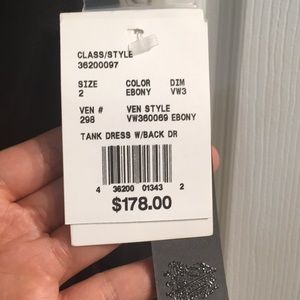 CLASS/STYLE
36200097
SIZE COLOR DIM
2 EBONY VW3
VEN # VEN STYLE
298 VW360069 EBONY
TANK DRESS W/BACK DR
4 36200 01343 2
$178.00